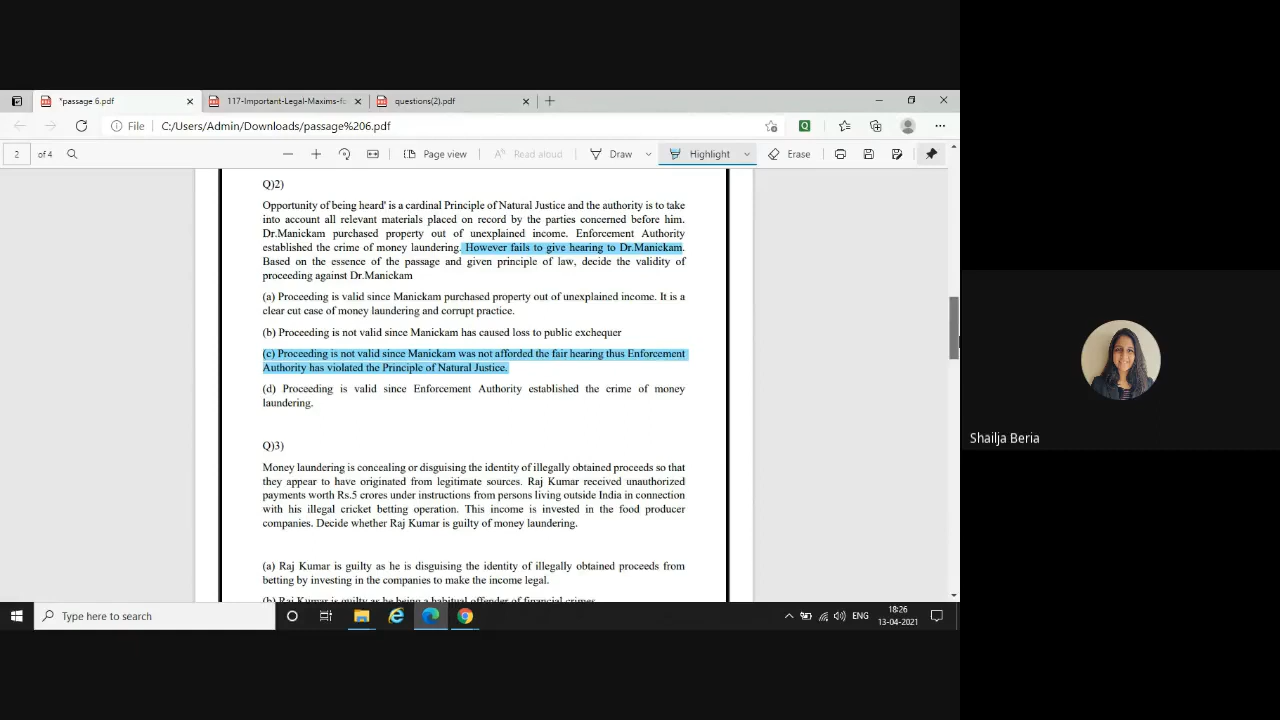 *passage 6.pdf
117-Important-Legal-Maxims-fo
questions(2).pdf
File
C:/Users/Admin/Downloads/passage%206.pdf
2 of 4
Page view
Read aloud
Draw
Highlight
Erase
Q)2)
Opportunity of being heard' is a cardinal Principle of Natural Justice and the authority is to take
into account all relevant materials placed on record by the parties concerned before him.
Dr.Manickam purchased property out of unexplained income. Enforcement Authority
established the crime of money laundering. However fails to give hearing to Dr.Manickam.
Based on the essence of the passage and given principle of law, decide the validity of
proceeding against Dr.Manickam
(a) Proceeding is valid since Manickam purchased property out of unexplained income. It is a
clear cut case of money laundering and corrupt practice.
(b) Proceeding is not valid since Manickam has caused loss to public exchequer
(c) Proceeding is not valid since Manickam was not afforded the fair hearing thus Enforcement
Authority has violated the Principle of Natural Justice.
(d) Proceeding is valid since Enforcement Authority established the crime of money
laundering.
Q)3)
Money laundering is concealing or disguising the identity of illegally obtained proceeds so that
they appear to have originated from legitimate sources. Raj Kumar received unauthorized
payments worth Rs.5 crores under instructions from persons living outside India in connection
with his illegal cricket betting operation. This income is invested in the food producer
companies. Decide whether Raj Kumar is guilty of money laundering.
(a) Raj Kumar is guilty as he is disguising the identity of illegally obtained proceeds from
betting by investing in the companies to make the income legal.
(b) Raj Kumar is guilty as he being a habitual offender of financial crimes
Type here to search
ENG
18:26
13-04-2021
Shailja Beria